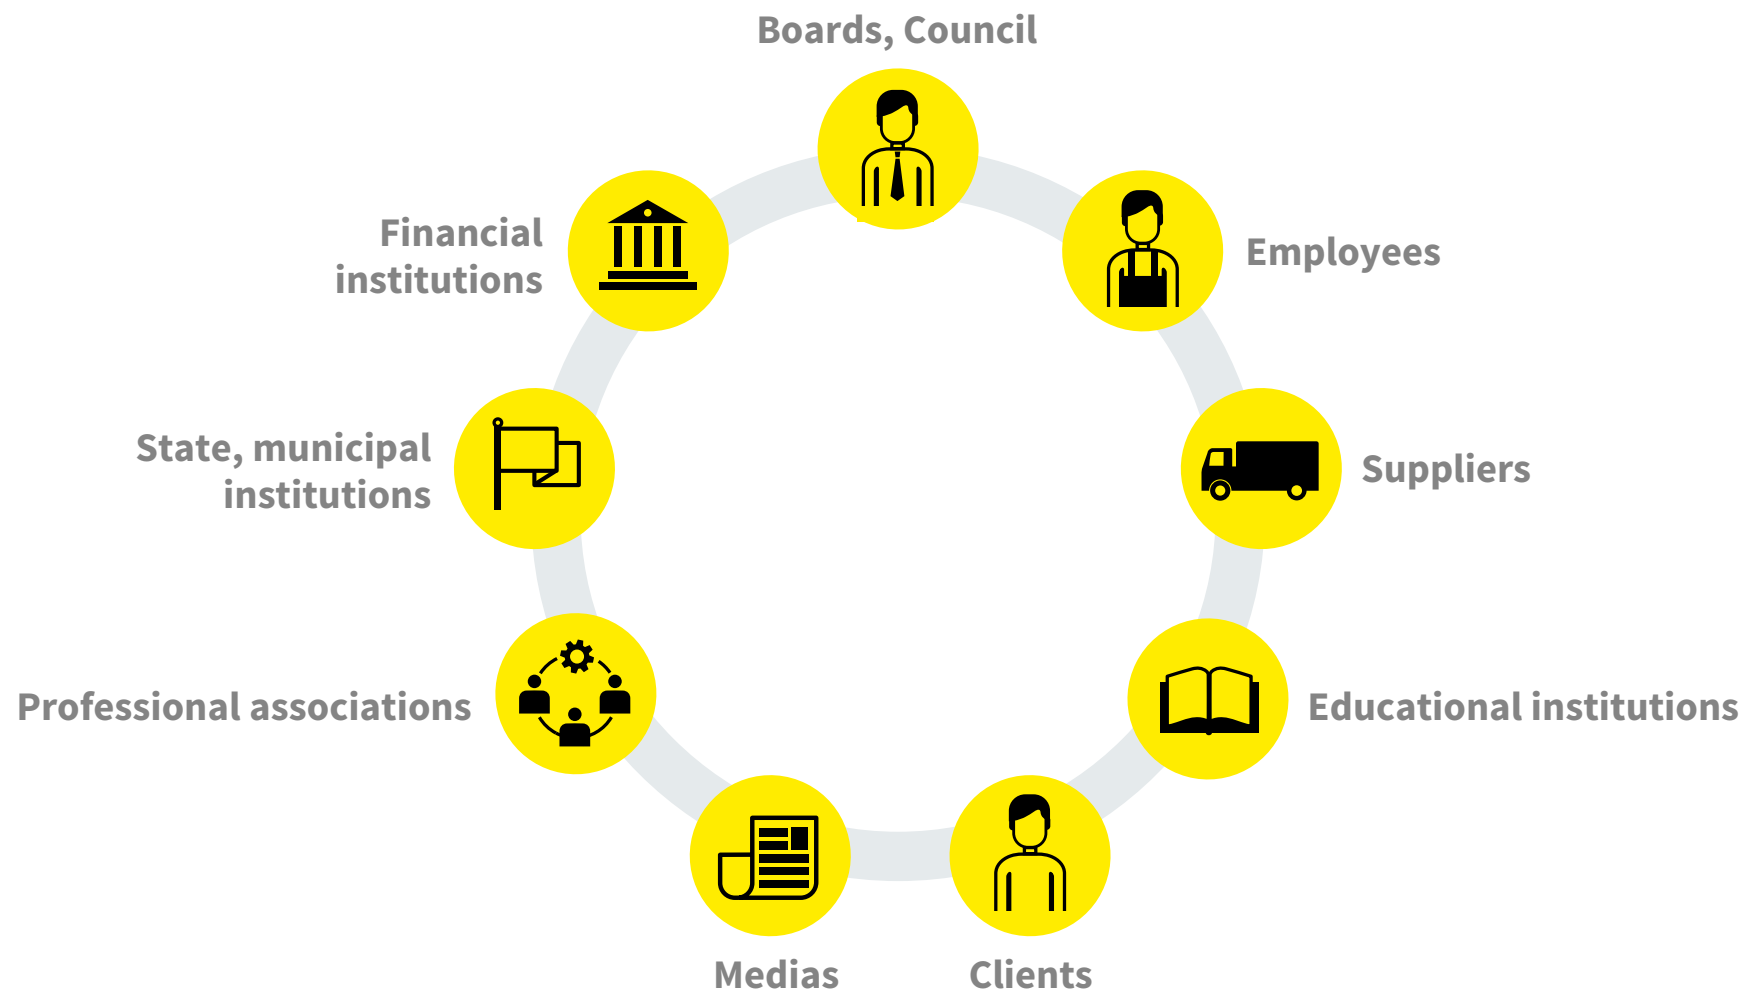 Boards, Council
Financial
institutions
Employees
State, municipal
institutions
Suppliers
Professional associations
Educational institutions
Medias
Clients